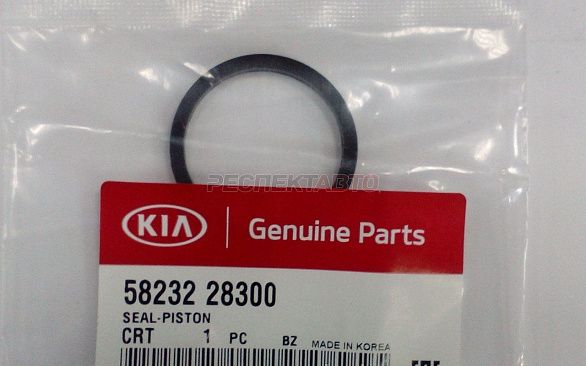 РЕСПЕКТАВТО
KIA Genuine Parts
58232 28300
SEAL-PISTON
CRT 1 PC BZ MADE IN KOREA